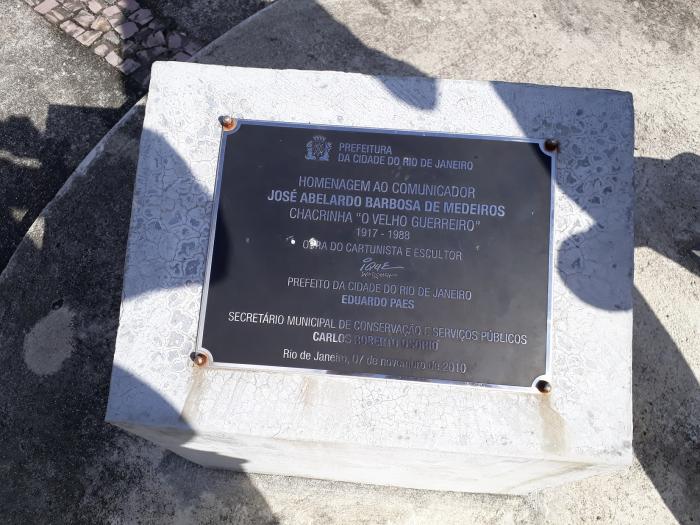 PREFEITURA
DA CIDADE DO RIO DE JANEIRO
HOMENAGEM AO COMUNICADOR
JOSÉ ABELARDO BARBOSA DE MEDEIROS
CHACRINHA "O VELHO GUERREIRO"
1917 - 1988
OBRA DO CARTUNISTA E ESCULTOR
IQUE
PREFEITO DA CIDADE DO RIO DE JANEIRO
EDUARDO PAES
SECRETÁRIO MUNICIPAL DE CONSERVAÇÃO E SERVIÇOS PÚBLICOS
CARLOS ROBERTO OSORIO
Rio de Janeiro, 07 de novembro de 2010